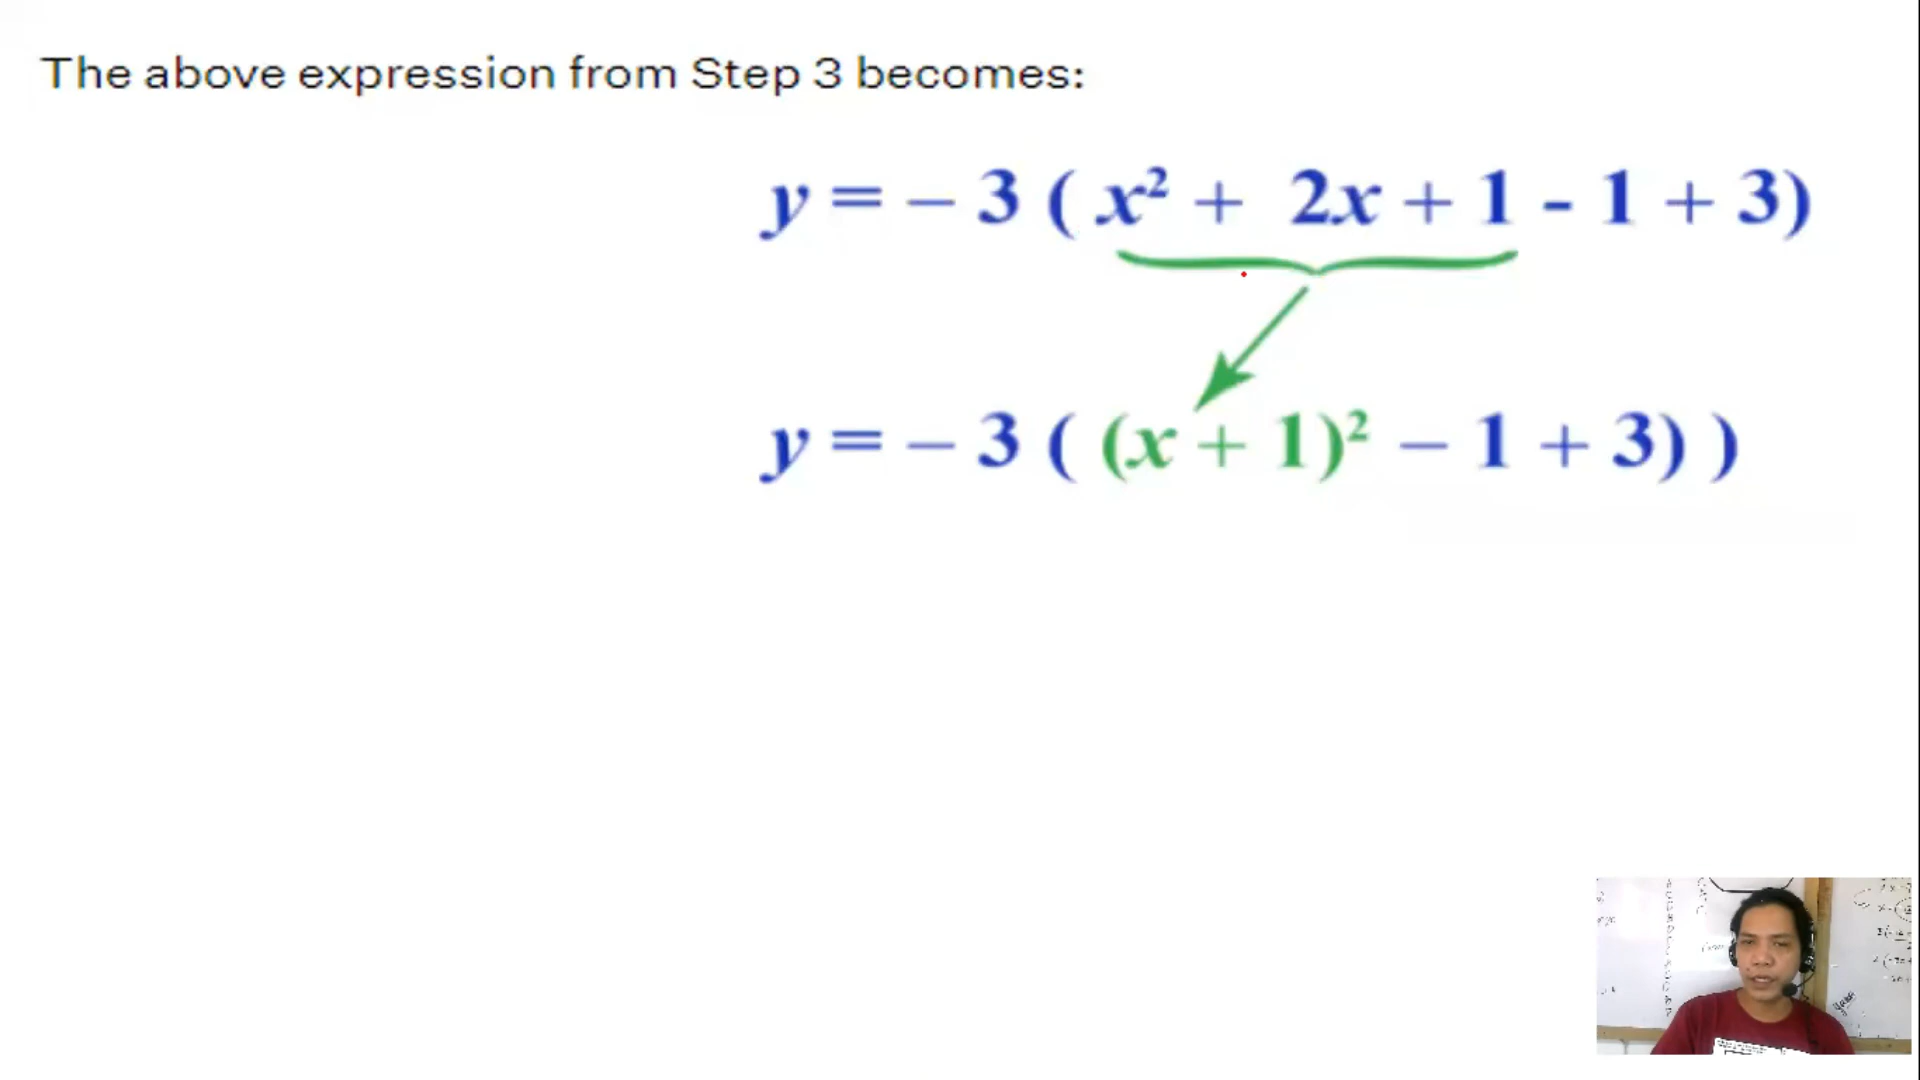 The above expression from Step 3 becomes:
y = – 3 ( x² + 2x + 1 - 1 + 3)
y = – 3 ( (x + 1)² – 1 + 3) )